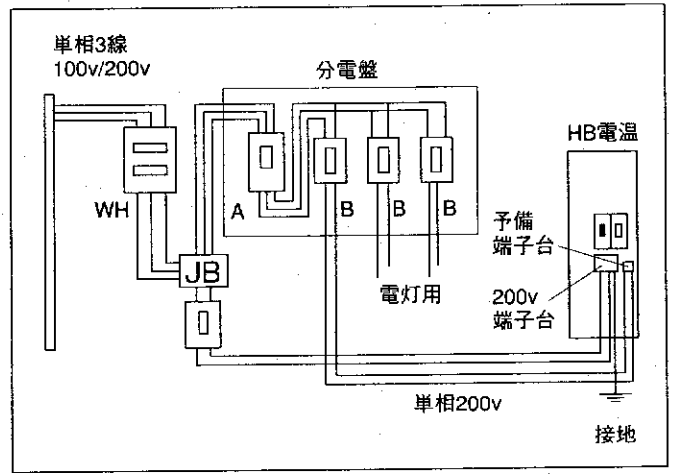 単相3線
100v/200v
分電盤
HB電温
WH
A
B
B
B
予備
端子台
JB
電灯用
200v
端子台
単相200v
接地